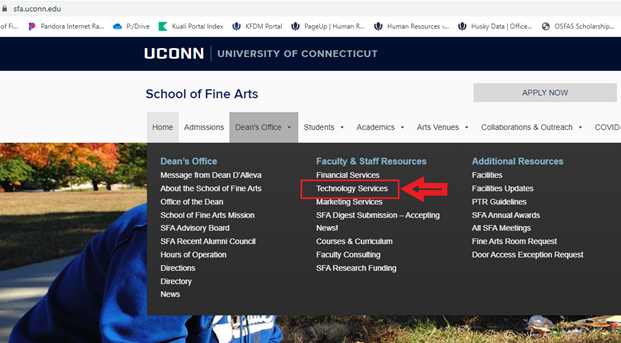 sfa.uconn.edu
of Fi... Pandora Internet Ra... P:/Drive Kuali Portal Index KFDM Portal PageUp | Human R... Human Resources -... Husky Data | Office... OSFAS Scholarship...
UCONN | UNIVERSITY OF CONNECTICUT
School of Fine Arts
APPLY NOW
Home Admissions Dean's Office Students Academics Arts Venues Collaborations & Outreach COVID-
Dean's Office
Message from Dean D'Alleva
About the School of Fine Arts
Office of the Dean
School of Fine Arts Mission
SFA Advisory Board
SFA Recent Alumni Council
Hours of Operation
Directions
Directory
News
Faculty & Staff Resources
Financial Services
Technology Services
Marketing Services
SFA Digest Submission – Accepting
News!
Courses & Curriculum
Faculty Consulting
SFA Research Funding
Additional Resources
Facilities
Facilities Updates
PTR Guidelines
SFA Annual Awards
All SFA Meetings
Fine Arts Room Request
Door Access Exception Request